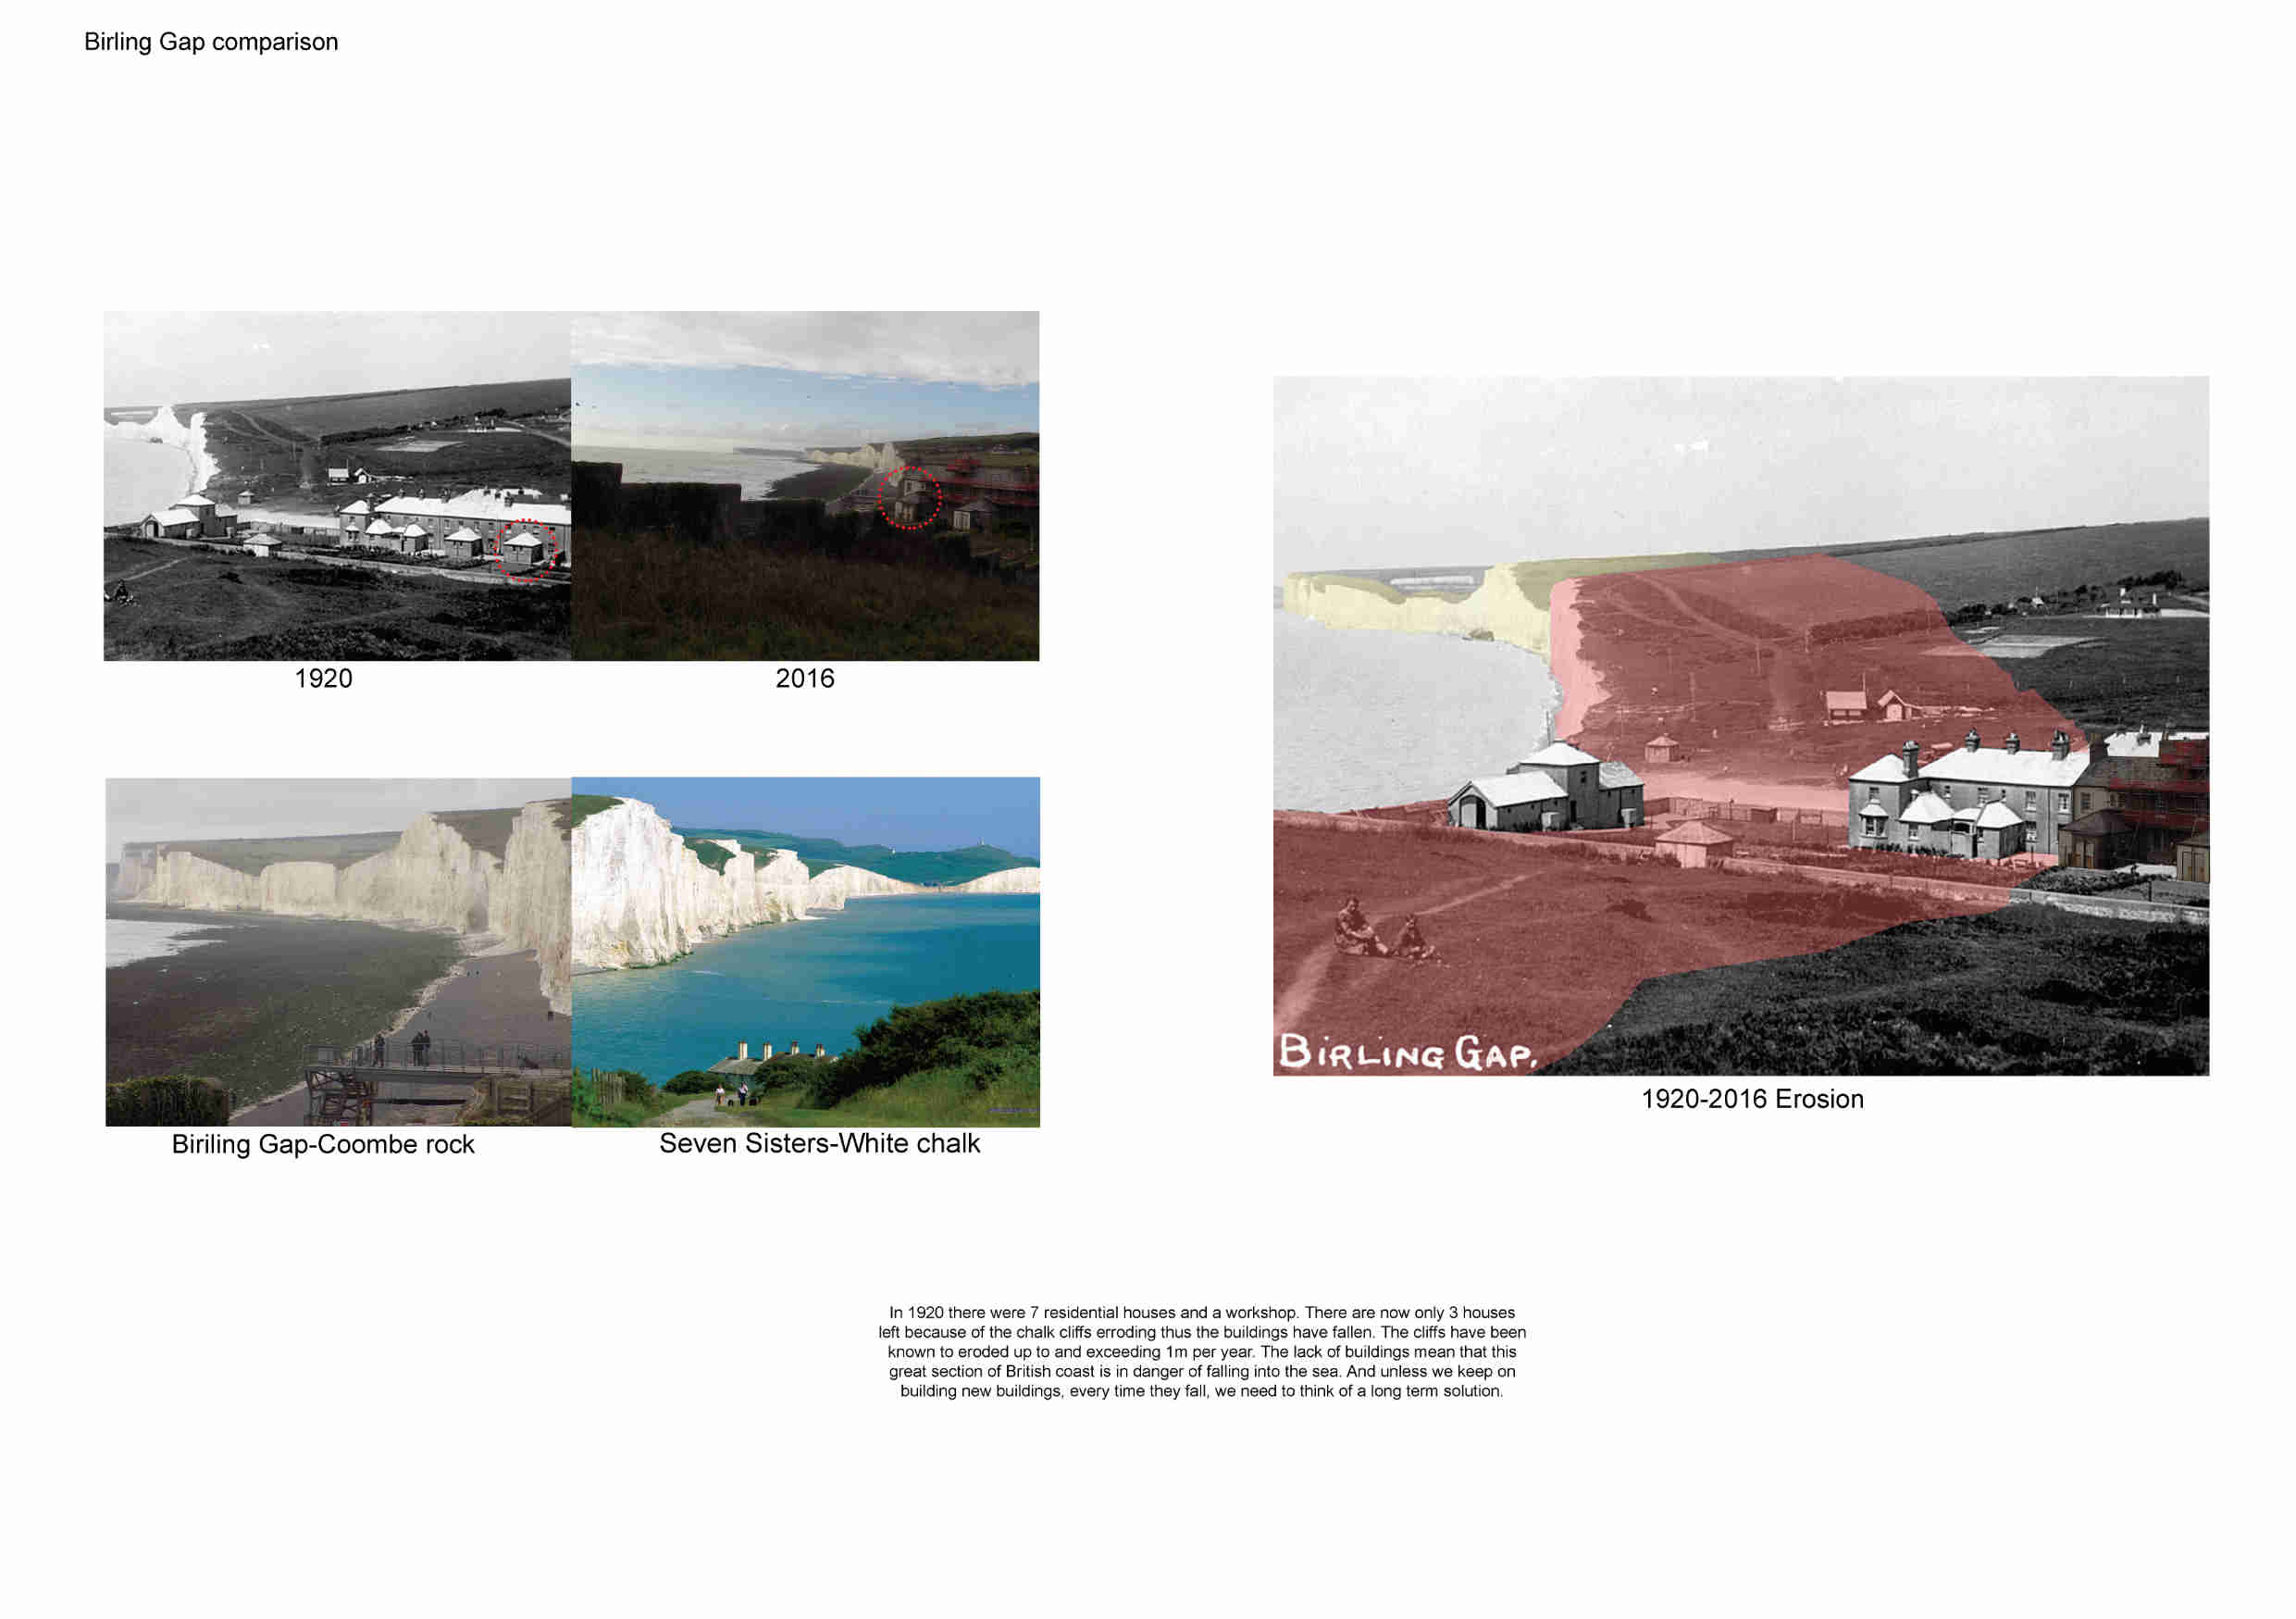 Birling Gap comparison
1920
2016
Biriling Gap-Coombe rock
Seven Sisters-White chalk
BIRLING GAP.
1920-2016 Erosion
In 1920 there were 7 residential houses and a workshop. There are now only 3 houses
left because of the chalk cliffs erroding thus the buildings have fallen. The cliffs have been
known to eroded up to and exceeding 1m per year. The lack of buildings mean that this
great section of British coast is in danger of falling into the sea. And unless we keep on
building new buildings, every time they fall, we need to think of a long term solution.